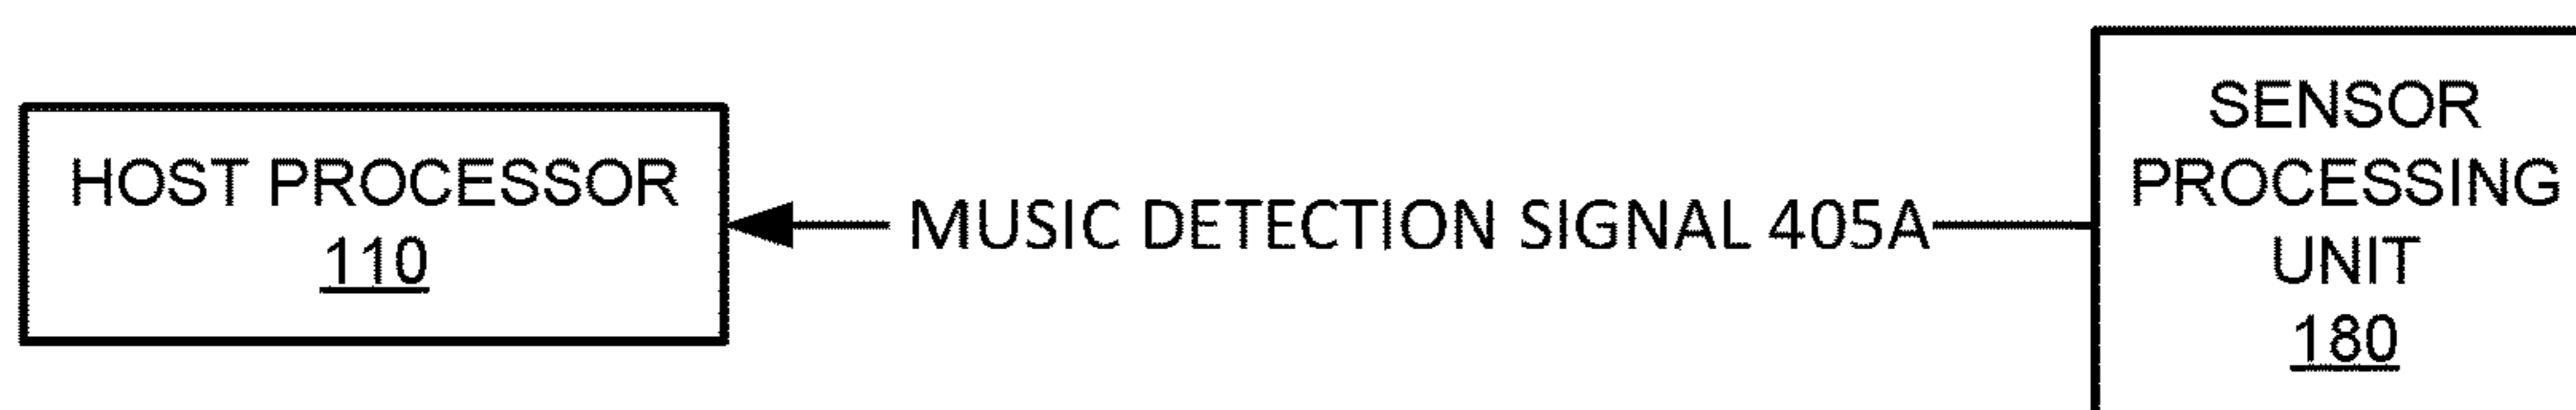 HOST PROCESSOR
110
MUSIC DETECTION SIGNAL 405A
SENSOR
PROCESSING
UNIT
180